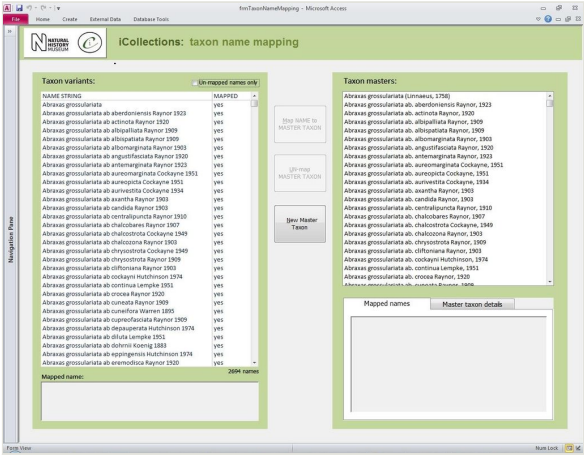 frmTaxonNameMapping - Microsoft Access
File Home Create External Data Database Tools
NATURAL
HISTORY
MUSEUM
iCollections: taxon name mapping
Taxon variants:
Un-mapped names only
NAME STRING MAPPED
Abraxas grossulariata yes
Abraxas grossulariata ab aberdoniensis Raynor 1923 yes
Abraxas grossulariata ab actinota Raynor 1920 yes
Abraxas grossulariata ab albipalliata Raynor 1909 yes
Abraxas grossulariata ab albispatiata Raynor 1909 yes
Abraxas grossulariata ab albomarginata Raynor 1903 yes
Abraxas grossulariata ab angustifasciata Raynor 1920 yes
Abraxas grossulariata ab antemarginata Raynor 1923 yes
Abraxas grossulariata ab aureomarginata Cockayne 1951 yes
Abraxas grossulariata ab aureopicta Cockayne 1951 yes
Abraxas grossulariata ab aurivestita Cockayne 1934 yes
Abraxas grossulariata ab axantha Raynor 1903 yes
Abraxas grossulariata ab candida Raynor 1903 yes
Abraxas grossulariata ab centralipuncta Raynor 1910 yes
Abraxas grossulariata ab chalcobares Raynor 1907 yes
Abraxas grossulariata ab chalcostrota Cockayne 1949 yes
Abraxas grossulariata ab chalcozona Raynor 1903 yes
Abraxas grossulariata ab chrysostrota Cockayne 1949 yes
Abraxas grossulariata ab chrysostrota Raynor 1909 yes
Abraxas grossulariata ab cliftoniana Raynor 1903 yes
Abraxas grossulariata ab cockayni Hutchinson 1974 yes
Abraxas grossulariata ab continua Lempke 1951 yes
Abraxas grossulariata ab crocea Raynor 1920 yes
Abraxas grossulariata ab cuneata Raynor 1909 yes
Abraxas grossulariata ab cuneifora Warren 1895 yes
Abraxas grossulariata ab cupreofasciata Raynor 1909 yes
Abraxas grossulariata ab depauperata Hutchinson 1974 yes
Abraxas grossulariata ab diluta Lempke 1951 yes
Abraxas grossulariata ab dohrnii Koenig 1883 yes
Abraxas grossulariata ab eppingensis Hutchinson 1974 yes
Abraxas grossulariata ab eremodisca Raynor 1920 yes
2694 names
Mapped name:
Map NAME to
MASTER TAXON
Un-map
MASTER TAXON
New Master
Taxon
Taxon masters:
Abraxas grossulariata (Linnaeus, 1758)
Abraxas grossulariata ab. aberdoniensis Raynor, 1923
Abraxas grossulariata ab. actinota Raynor, 1920
Abraxas grossulariata ab. albipalliata Raynor, 1909
Abraxas grossulariata ab. albispatiata Raynor, 1909
Abraxas grossulariata ab. albomarginata Raynor, 1903
Abraxas grossulariata ab. angustifasciata Raynor, 1920
Abraxas grossulariata ab. antemarginata Raynor, 1923
Abraxas grossulariata ab. aureomarginata Cockayne, 1951
Abraxas grossulariata ab. aureopicta Cockayne, 1951
Abraxas grossulariata ab. aurivestita Cockayne, 1934
Abraxas grossulariata ab. axantha Raynor, 1903
Abraxas grossulariata ab. candida Raynor, 1903
Abraxas grossulariata ab. centralipuncta Raynor, 1910
Abraxas grossulariata ab. chalcobares Raynor, 1907
Abraxas grossulariata ab. chalcostrota Cockayne, 1949
Abraxas grossulariata ab. chalcozona Raynor, 1903
Abraxas grossulariata ab. chrysostrota Raynor, 1909
Abraxas grossulariata ab. cliftoniana Raynor, 1903
Abraxas grossulariata ab. cockayni Hutchinson, 1974
Abraxas grossulariata ab. continua Lempke, 1951
Abraxas grossulariata ab. crocea Raynor, 1920
Abraxas grossulariata ab. cuneata Raynor, 1909
Mapped names Master taxon details
Navigation Pane
Form View Num Lock